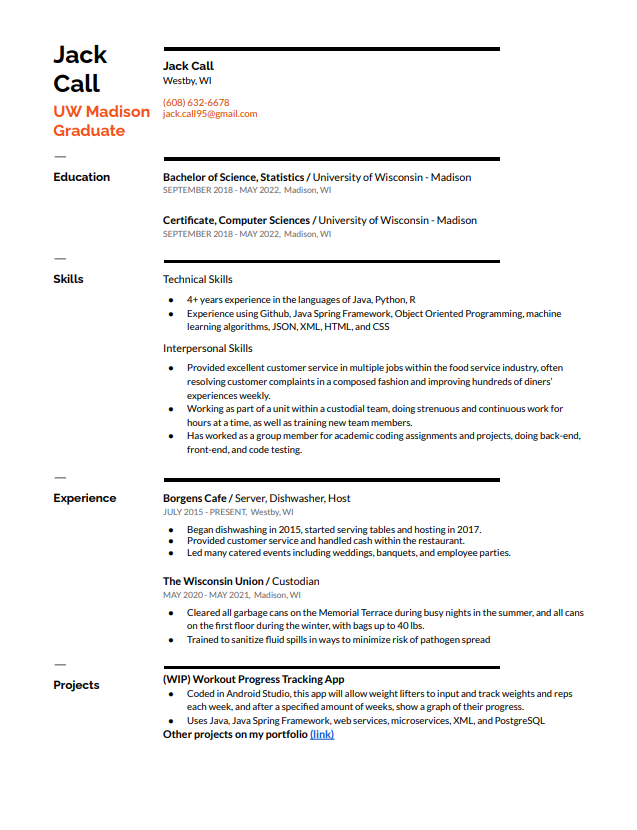 Jack
Call
UW Madison
Graduate
Jack Call
Westby, WI
(608) 632-6678
jack.call95@gmail.com
Education
Bachelor of Science, Statistics / University of Wisconsin - Madison
SEPTEMBER 2018 - MAY 2022, Madison, WI
Certificate, Computer Sciences / University of Wisconsin - Madison
SEPTEMBER 2018 - MAY 2022, Madison, WI
Skills
Technical Skills
● 4+ years experience in the languages of Java, Python, R
● Experience using Github, Java Spring Framework, Object Oriented Programming, machine
learning algorithms, JSON, XML, HTML, and CSS
Interpersonal Skills
● Provided excellent customer service in multiple jobs within the food service industry, often
resolving customer complaints in a composed fashion and improving hundreds of diners'
experiences weekly.
● Working as part of a unit within a custodial team, doing strenuous and continuous work for
hours at a time, as well as training new team members.
● Has worked as a group member for academic coding assignments and projects, doing back-end,
front-end, and code testing.
Experience
Borgens Cafe / Server, Dishwasher, Host
JULY 2015 - PRESENT, Westby, WI
● Began dishwashing in 2015, started serving tables and hosting in 2017.
● Provided customer service and handled cash within the restaurant.
● Led many catered events including weddings, banquets, and employee parties.
The Wisconsin Union / Custodian
MAY 2020 - MAY 2021, Madison, WI
● Cleared all garbage cans on the Memorial Terrace during busy nights in the summer, and all cans
on the first floor during the winter, with bags up to 40 lbs.
● Trained to sanitize fluid spills in ways to minimize risk of pathogen spread
Projects
(WIP) Workout Progress Tracking App
● Coded in Android Studio, this app will allow weight lifters to input and track weights and reps
each week, and after a specified amount of weeks, show a graph of their progress.
● Uses Java, Java Spring Framework, web services, microservices, XML, and PostgreSQL
Other projects on my portfolio (link)